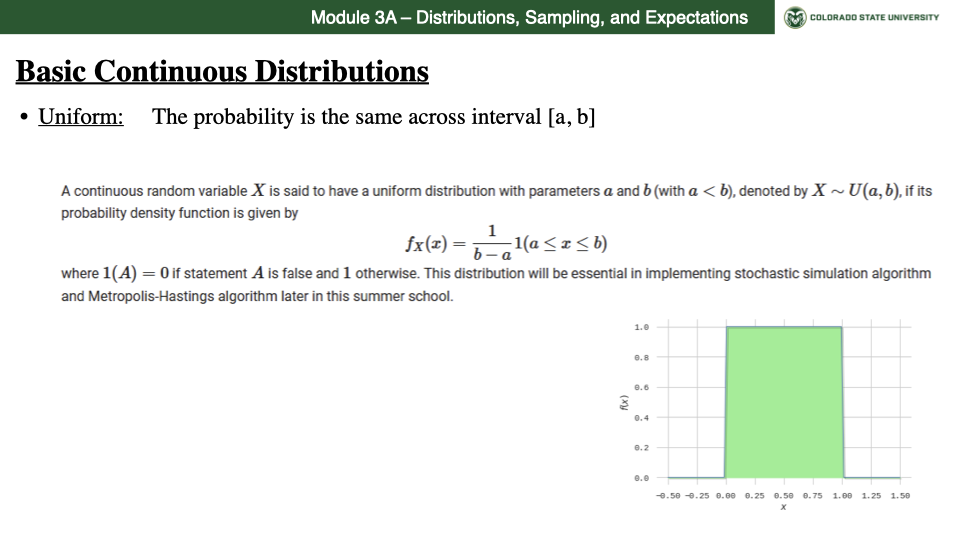 Module 3A – Distributions, Sampling, and Expectations
COLORADO STATE UNIVERSITY
Basic Continuous Distributions
• Uniform: The probability is the same across interval [a, b]
A continuous random variable X is said to have a uniform distribution with parameters a and b (with a < b), denoted by X ∼ U(a, b), if its
probability density function is given by
f_X(x) = \frac{1}{b − a} 1(a ≤ x ≤ b)
where 1(A) = 0 if statement A is false and 1 otherwise. This distribution will be essential in implementing stochastic simulation algorithm
and Metropolis-Hastings algorithm later in this summer school.
1.0
0.8
0.6
0.4
0.2
0.0
f(x)
−0.50 −0.25 0.00 0.25 0.50 0.75 1.00 1.25 1.50
x